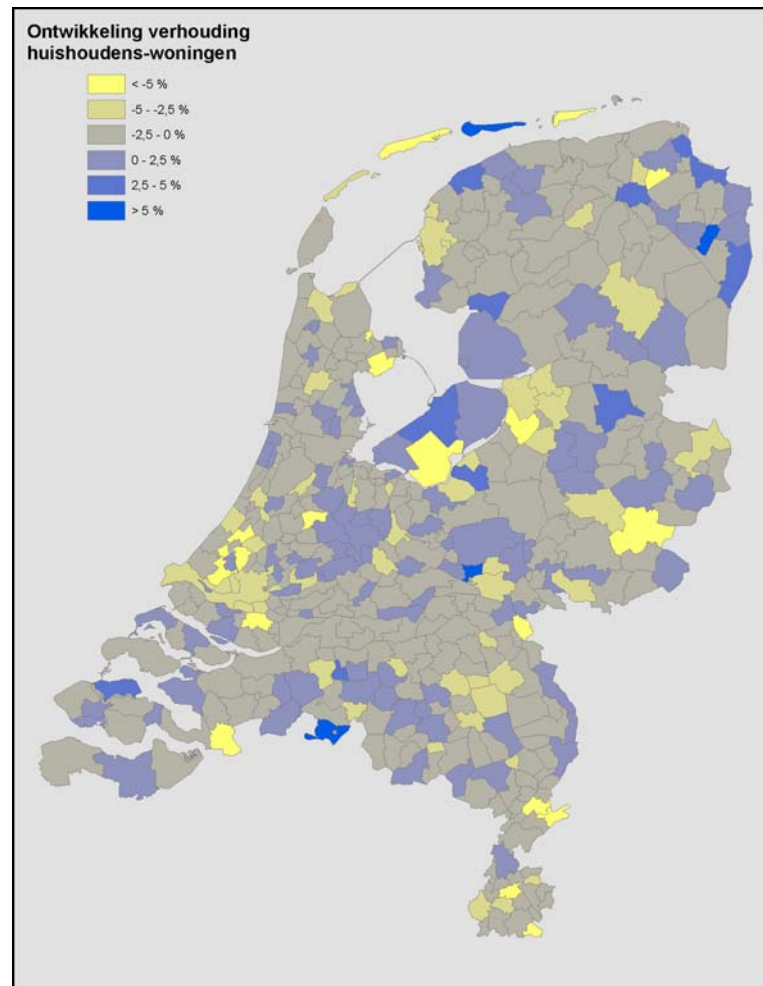 Ontwikkeling verhouding
huishoudens-woningen
< -5 %
-5 - -2,5 %
-2,5 - 0 %
0 - 2,5 %
2,5 - 5 %
> 5 %